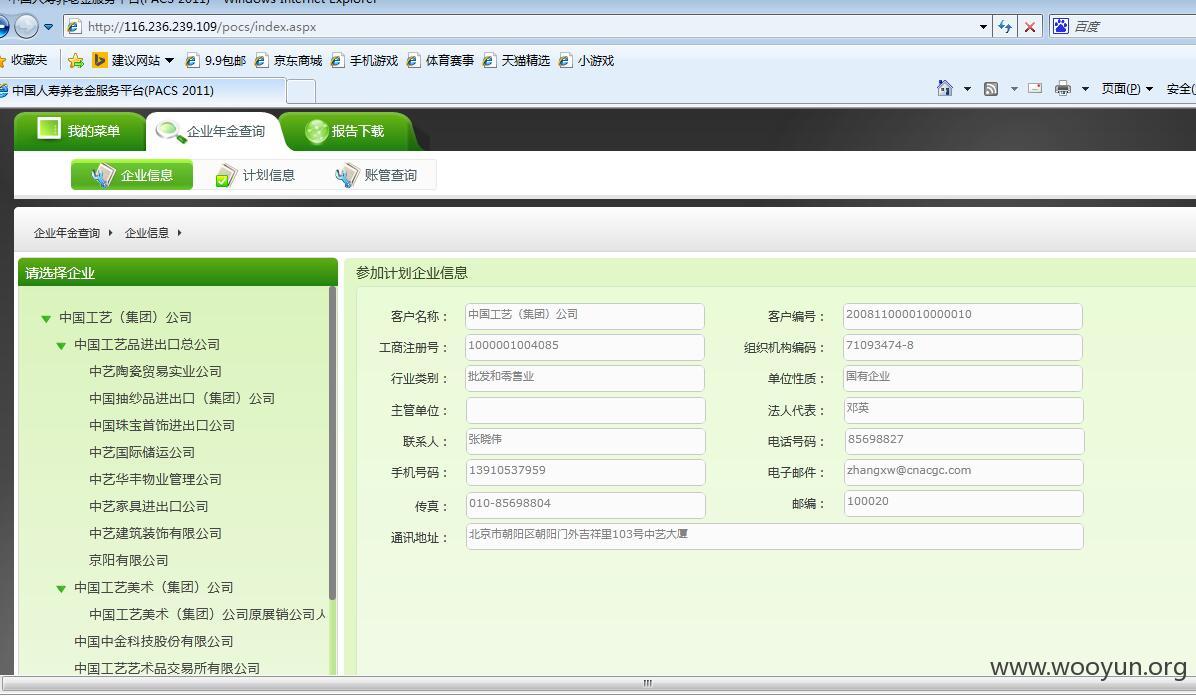 中国人寿养老金服务平台(PACS 2011) - Windows Internet Explorer
http://116.236.239.109/pocs/index.aspx 百度
收藏夹 建议网站 9.9包邮 京东商城 手机游戏 体育赛事 天猫精选 小游戏
中国人寿养老金服务平台(PACS 2011) 页面(P) 安全(
我的菜单 企业年金查询 报告下载
企业信息 计划信息 账管查询
企业年金查询 企业信息
请选择企业
中国工艺（集团）公司
中国工艺品进出口总公司
中艺陶瓷贸易实业公司
中国抽纱品进出口（集团）公司
中国珠宝首饰进出口公司
中艺国际储运公司
中艺华丰物业管理公司
中艺家具进出口公司
中艺建筑装饰有限公司
京阳有限公司
中国工艺美术（集团）公司
中国工艺美术（集团）公司原展销公司人
中国中金科技股份有限公司
中国工艺艺术品交易所有限公司
参加计划企业信息
客户名称： 中国工艺（集团）公司 客户编号： 200811000010000010
工商注册号： 1000001004085 组织机构编码： 71093474-8
行业类别： 批发和零售业 单位性质： 国有企业
主管单位： 法人代表： 邓英
联系人： 张晓伟 电话号码： 85698827
手机号码： 13910537959 电子邮件： zhangxw@cnacgc.com
传真： 010-85698804 邮编： 100020
通讯地址： 北京市朝阳区朝阳门外吉祥里103号中艺大厦
www.wooyun.org